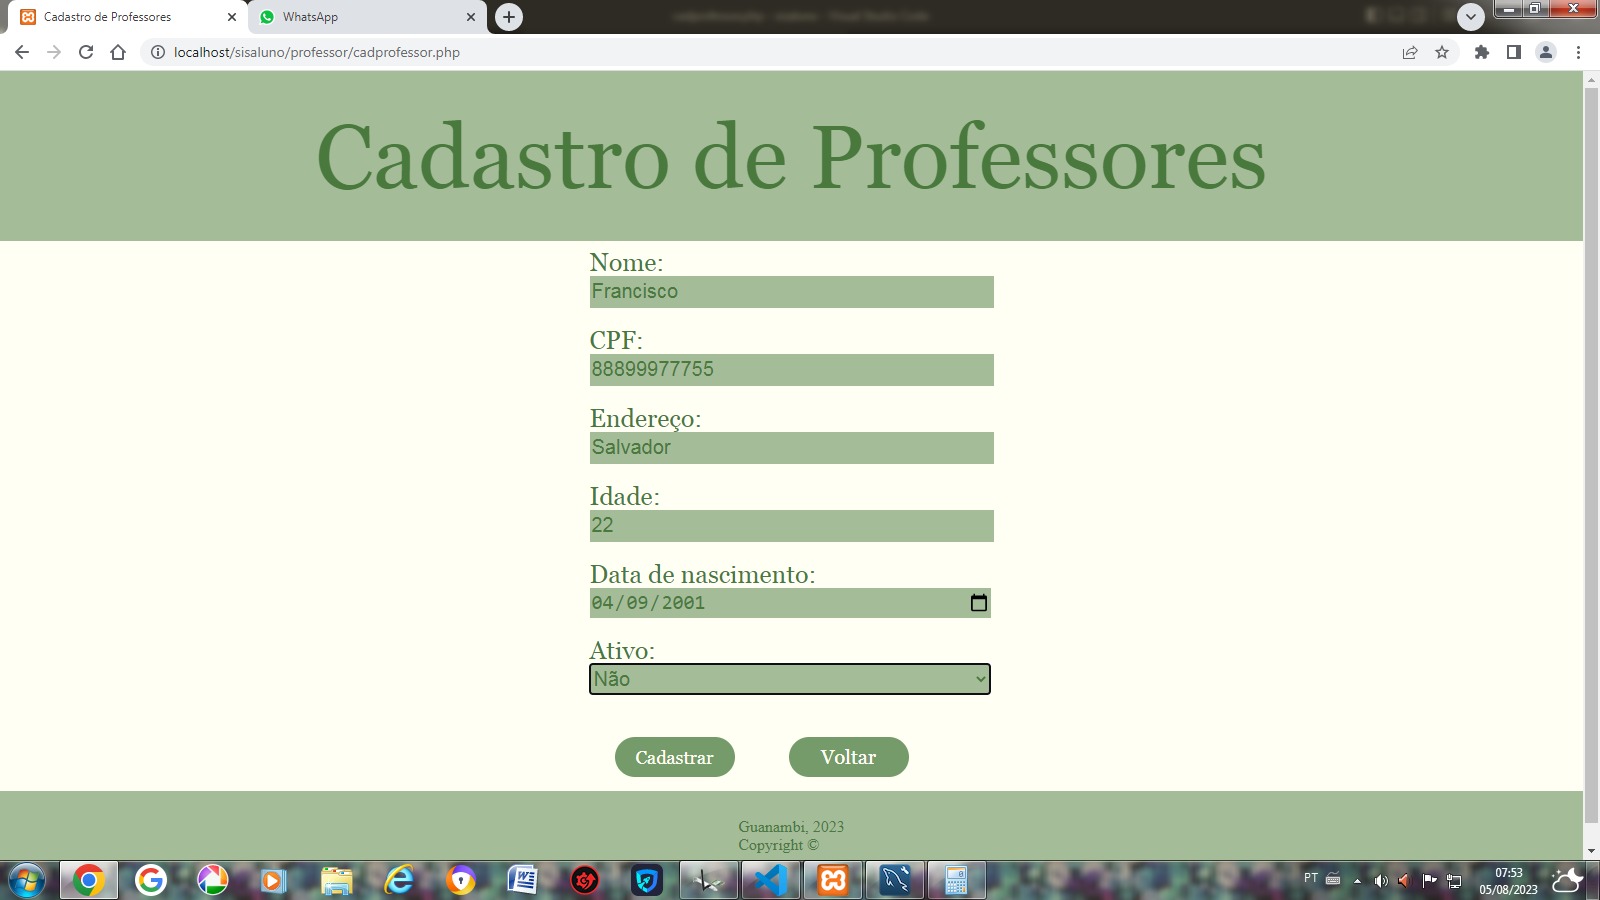 Cadastro de Professores
WhatsApp
localhost/sisaluno/professor/cadprofessor.php
Cadastro de Professores
Nome:
Francisco
CPF:
88899977755
Endereço:
Salvador
Idade:
22
Data de nascimento:
04/09/2001
Ativo:
Não
Cadastrar
Voltar
Guanambi, 2023
Copyright ©
PT
07:53
05/08/2023